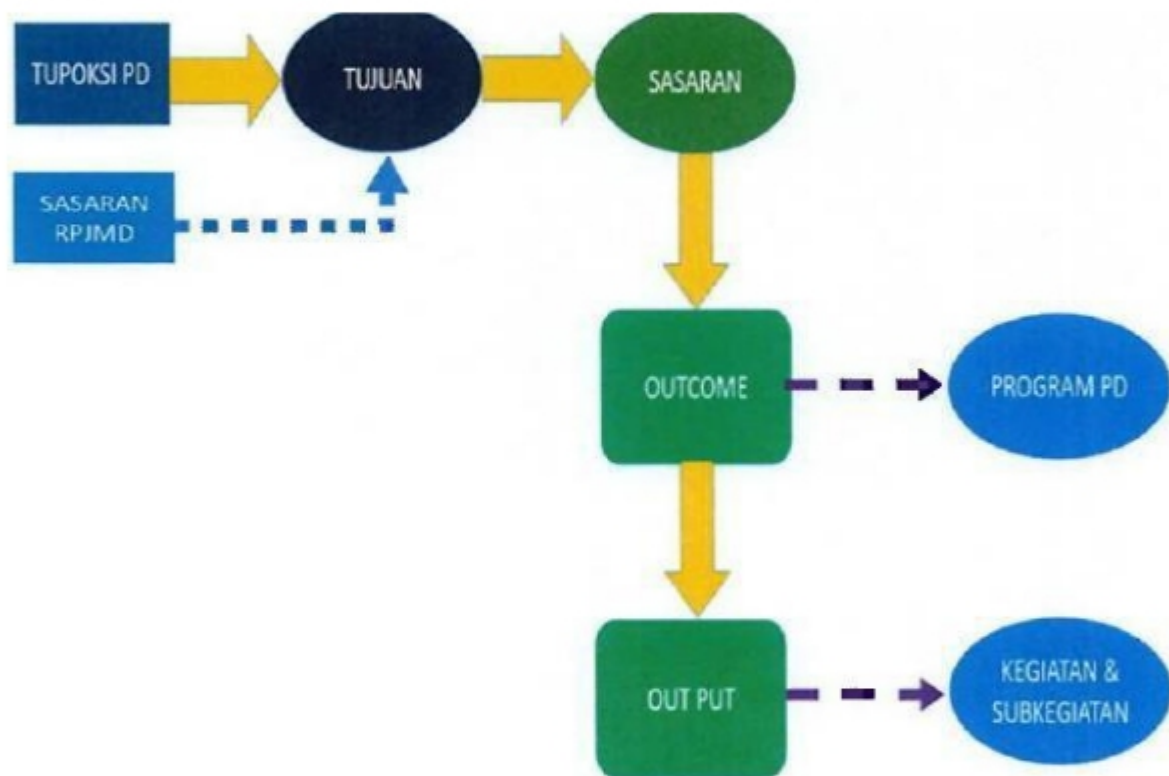 TUPOKSI PD
TUJUAN
SASARAN
SASARAN
RPJMD
OUTCOME
PROGRAM PD
OUT PUT
KEGIATAN &
SUBKEGIATAN